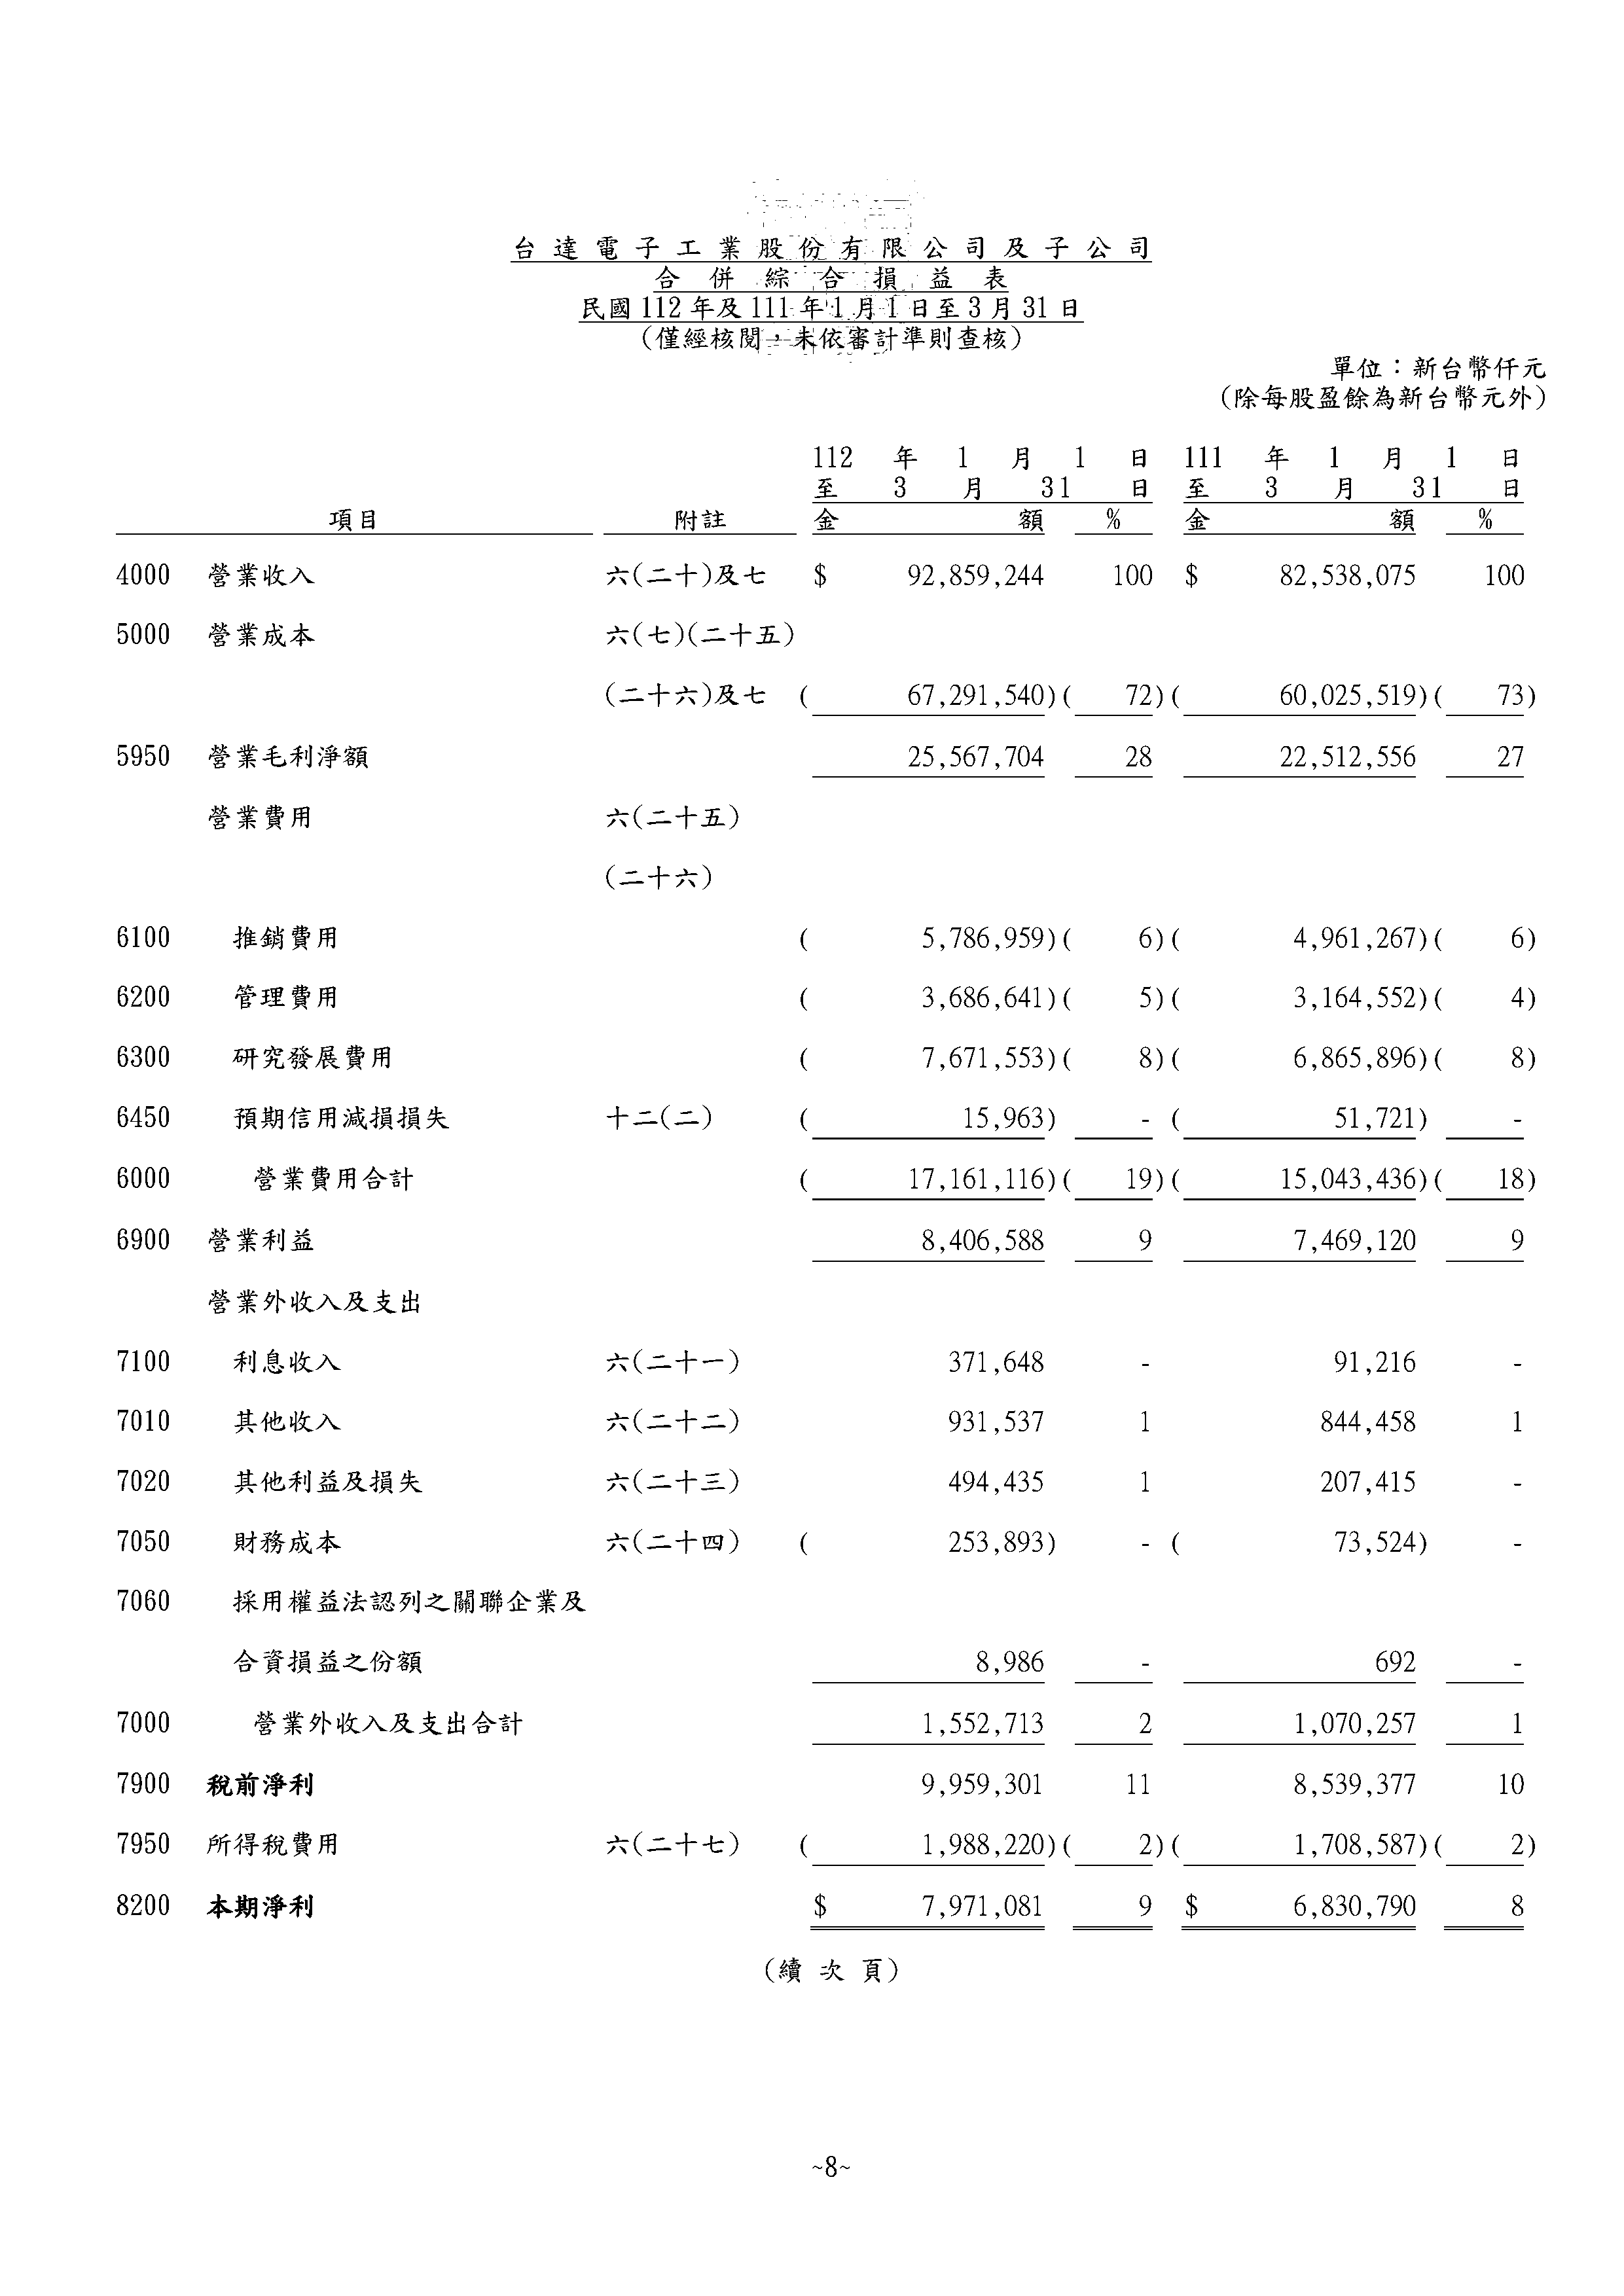 台達電子工業股份有限公司及子公司
合併綜合損益表
民國112年及111年1月1日至3月31日
(僅經核閱，未依審計準則查核)
單位：新台幣仟元
(除每股盈餘為新台幣元外)
112 年 1 月 1 日 111 年 1 月 1 日
至 3 月 31 日 至 3 月 31 日
項目 附註 金 額 % 金 額 %
4000 營業收入 六(二十)及七 $ 92,859,244 100 $ 82,538,075 100
5000 營業成本 六(七)(二十五)
(二十六)及七 ( 67,291,540)( 72)( 60,025,519)( 73)
5950 營業毛利淨額 25,567,704 28 22,512,556 27
營業費用 六(二十五)
(二十六)
6100 推銷費用 ( 5,786,959)( 6)( 4,961,267)( 6)
6200 管理費用 ( 3,686,641)( 5)( 3,164,552)( 4)
6300 研究發展費用 ( 7,671,553)( 8)( 6,865,896)( 8)
6450 預期信用減損損失 十二(二) ( 15,963) - ( 51,721) -
6000 營業費用合計 ( 17,161,116)( 19)( 15,043,436)( 18)
6900 營業利益 8,406,588 9 7,469,120 9
營業外收入及支出
7100 利息收入 六(二十一) 371,648 - 91,216 -
7010 其他收入 六(二十二) 931,537 1 844,458 1
7020 其他利益及損失 六(二十三) 494,435 1 207,415 -
7050 財務成本 六(二十四) ( 253,893) - ( 73,524) -
7060 採用權益法認列之關聯企業及
合資損益之份額 8,986 - 692 -
7000 營業外收入及支出合計 1,552,713 2 1,070,257 1
7900 稅前淨利 9,959,301 11 8,539,377 10
7950 所得稅費用 六(二十七) ( 1,988,220)( 2)( 1,708,587)( 2)
8200 本期淨利 $ 7,971,081 9 $ 6,830,790 8
(續 次 頁)
~8~